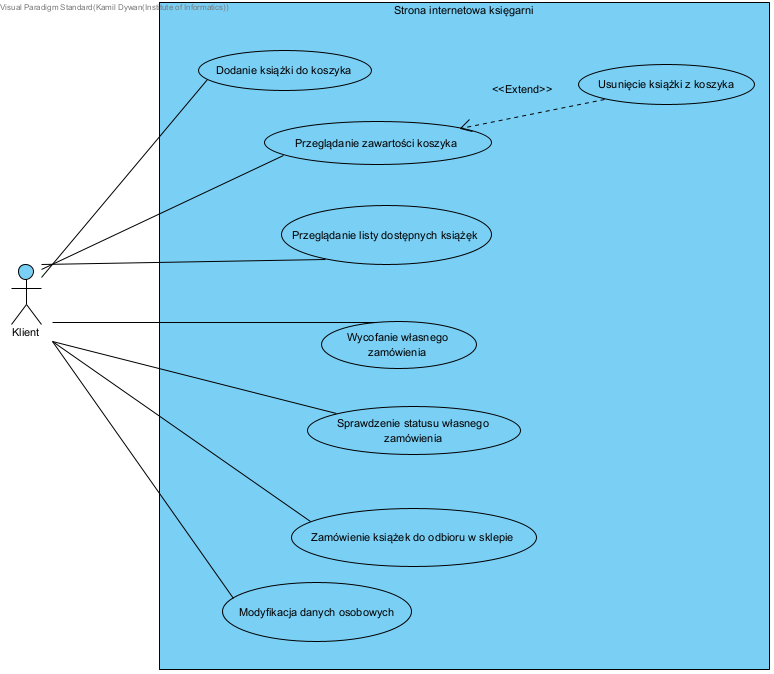 Visual Paradigm Standard(Kamil Dywan(Institute of Informatics))
Strona internetowa księgarni
Dodanie książki do koszyka
<<Extend>>
Usunięcie książki z koszyka
Przeglądanie zawartości koszyka
Przeglądanie listy dostępnych książęk
Klient
Wycofanie własnego
zamówienia
Sprawdzenie statusu własnego
zamówienia
Zamówienie książek do odbioru w sklepie
Modyfikacja danych osobowych